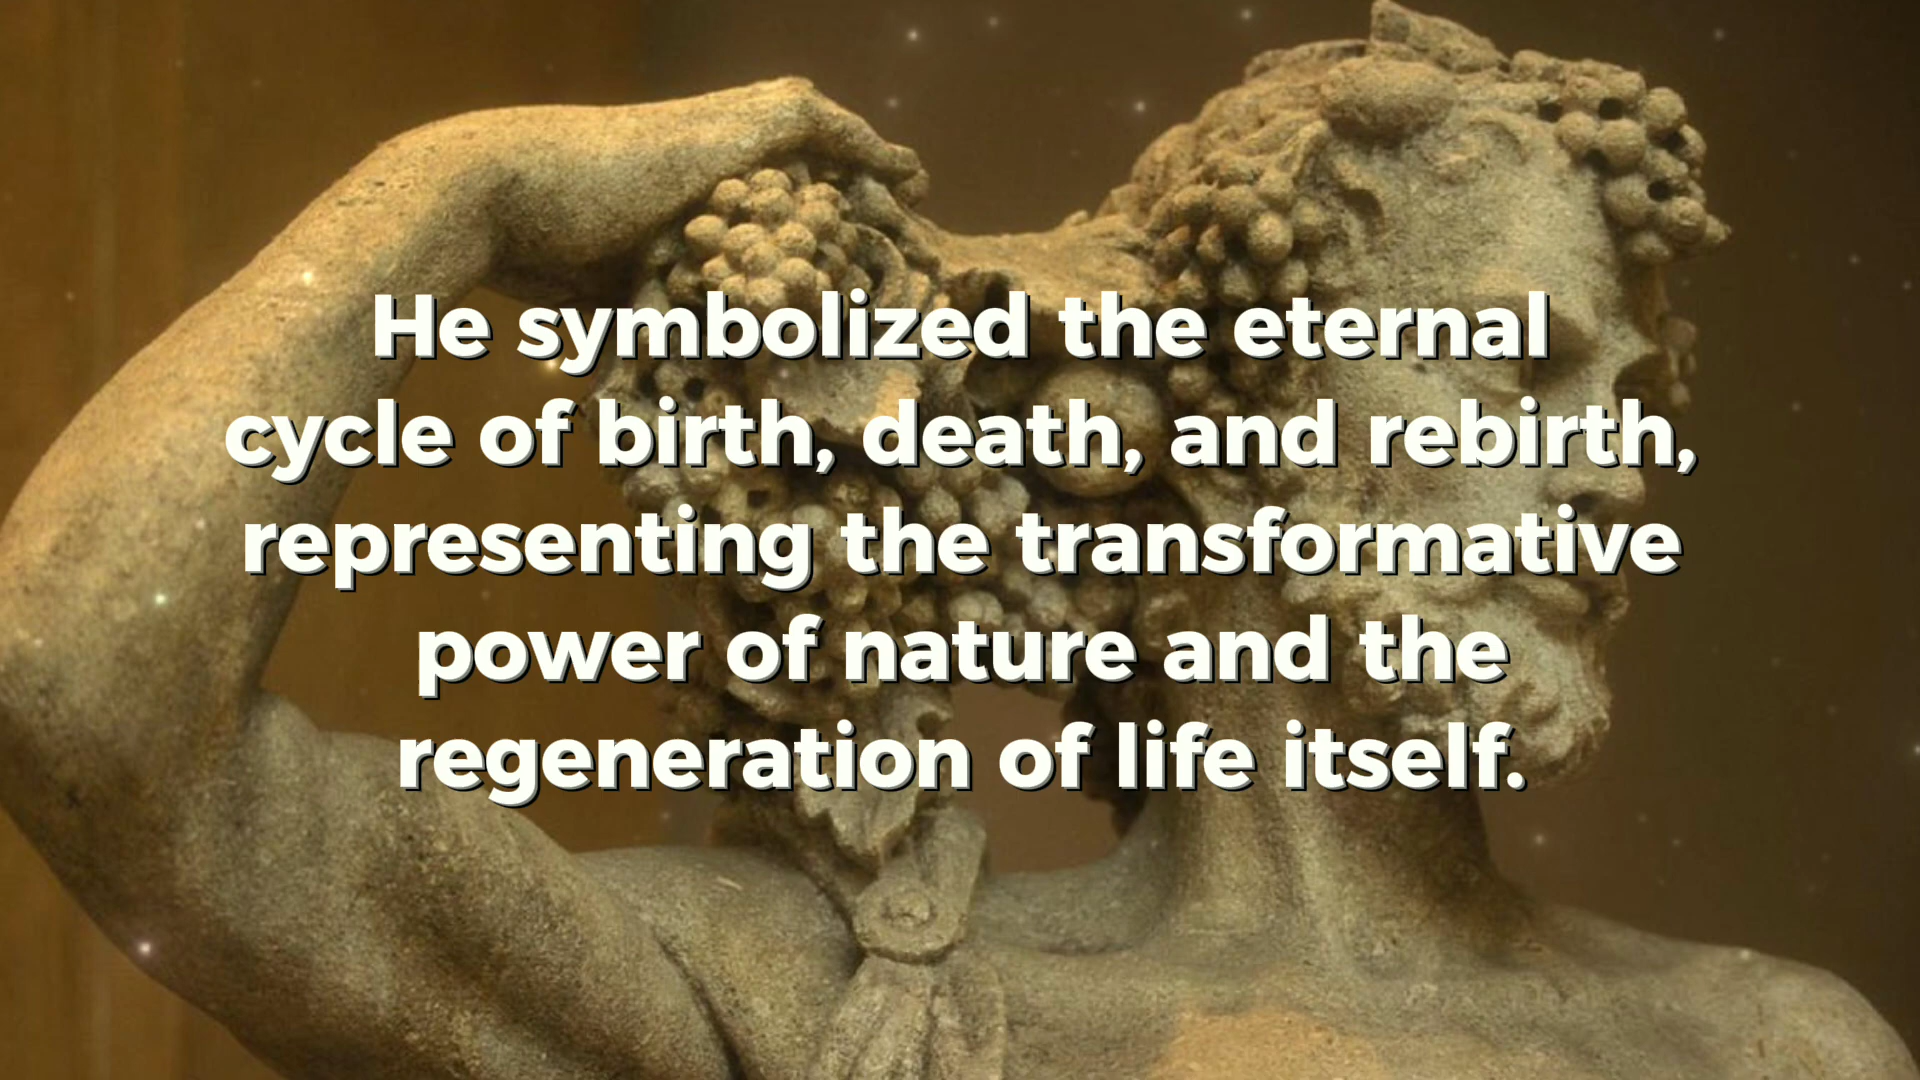 He symbolized the eternal
cycle of birth, death, and rebirth,
representing the transformative
power of nature and the
regeneration of life itself.